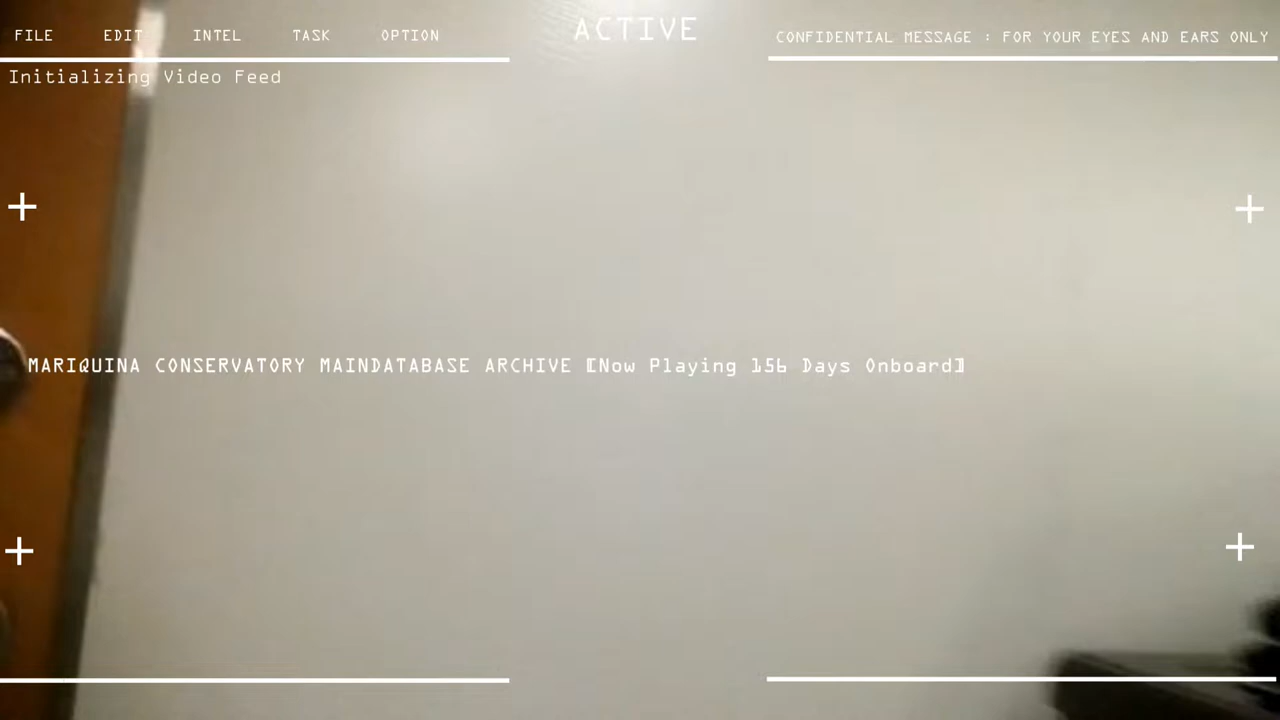 FILE EDIT INTEL TASK OPTION
ACTIVE
CONFIDENTIAL MESSAGE : FOR YOUR EYES AND EARS ONLY
Initializing Video Feed
MARIQUINA CONSERVATORY MAINDATABASE ARCHIVE [Now Playing 156 Days Onboard]